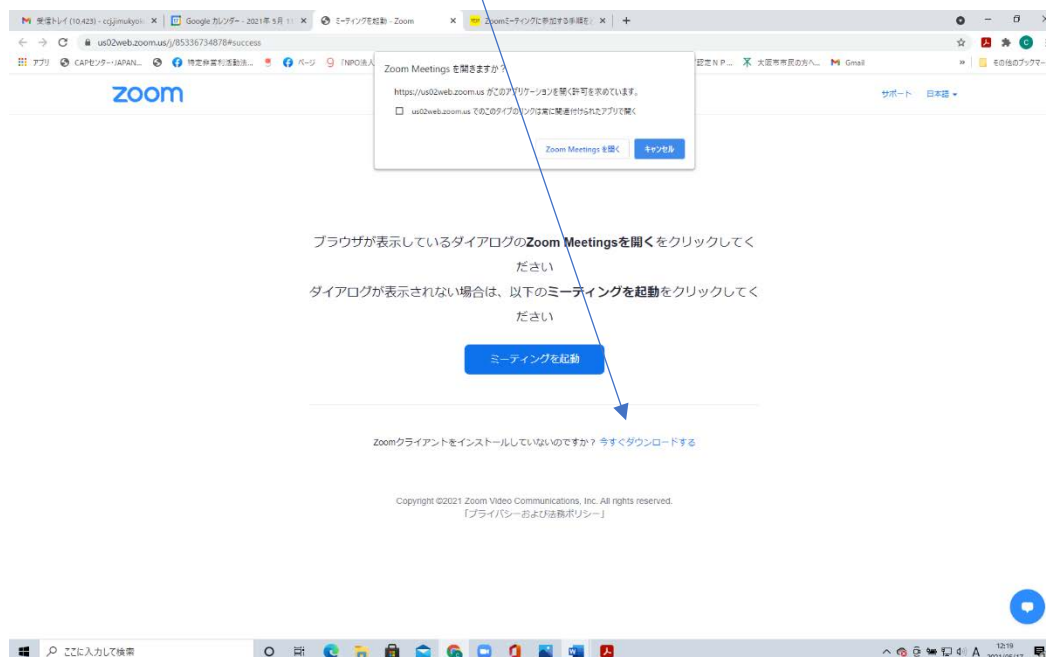 受信トレイ (10,423) - ccjjimukyok
Google カレンダー - 2021年 5月 1
ミーティングを起動 - Zoom
Zoomミーティングに参加する手順を
us02web.zoom.us/j/85336734878#success
アプリ
CAPセンター・JAPAN...
特定非営利活動法...
ページ
「NPO法人
認定NP...
大阪市市民の方へ...
Gmail
その他のブックマー
zoom
サポート 日本語
Zoom Meetings を開きますか?
https://us02web.zoom.us がこのアプリケーションを開く許可を求めています。
us02web.zoom.us でのこのタイプのリンクは常に関連付けられたアプリで開く
Zoom Meetings を開く キャンセル
ブラウザが表示しているダイアログのZoom Meetingsを開くをクリックしてく
ださい
ダイアログが表示されない場合は、以下のミーティングを起動をクリックしてく
ださい
ミーティングを起動
Zoomクライアントをインストールしていないのですか? 今すぐダウンロードする
Copyright ©2021 Zoom Video Communications, Inc. All rights reserved.
「プライバシーおよび法務ポリシー」
ここに入力して検索
A
12:19
2021/05/17